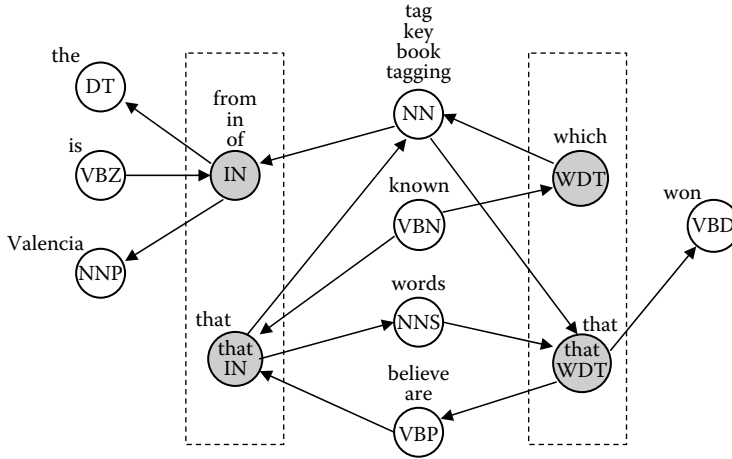 tag
key
book
tagging
NN
the
DT
from
in
of
IN
is
VBZ
which
WDT
known
VBN
won
VBD
Valencia
NNP
words
NNS
that
that
IN
that
that
WDT
believe
are
VBP